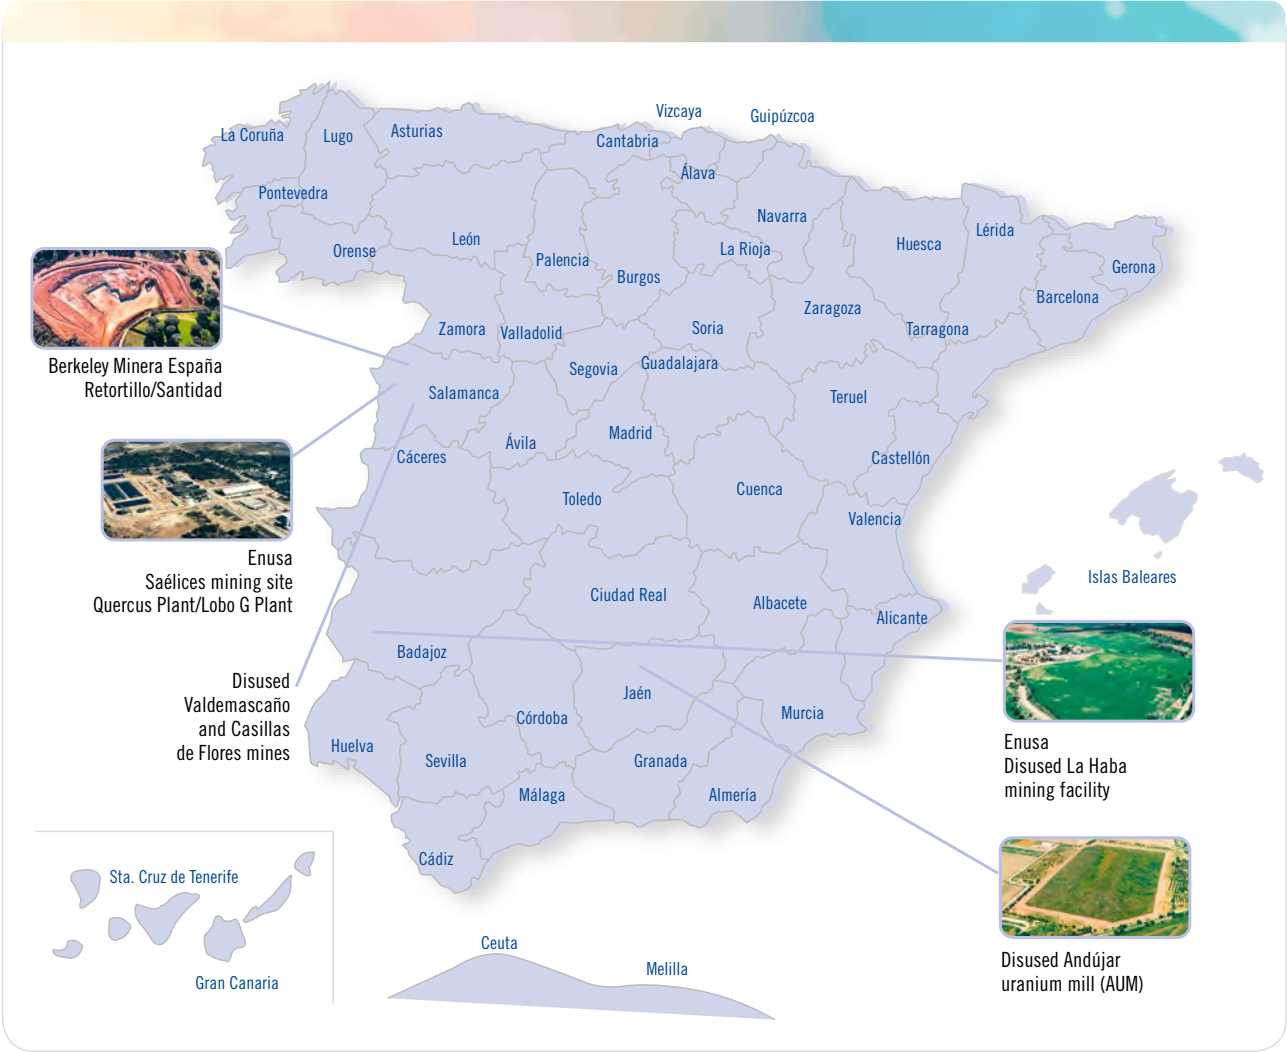 Vizcaya
Guipúzcoa
La Coruña
Lugo
Asturias
Cantabria
Álava
Pontevedra
Navarra
León
Orense
Palencia
La Rioja
Huesca
Lérida
Burgos
Gerona
Barcelona
Zaragoza
Zamora
Valladolid
Soria
Tarragona
Segovia
Guadalajara
Berkeley Minera España
Retortillo/Santidad
Salamanca
Teruel
Ávila
Madrid
Cáceres
Castellón
Toledo
Cuenca
Valencia
Enusa
Saélices mining site
Quercus Plant/Lobo G Plant
Islas Baleares
Ciudad Real
Albacete
Alicante
Badajoz
Disused
Valdemascaño
and Casillas
de Flores mines
Jaén
Murcia
Córdoba
Huelva
Sevilla
Granada
Enusa
Disused La Haba
mining facility
Málaga
Almería
Cádiz
Sta. Cruz de Tenerife
Gran Canaria
Ceuta
Melilla
Disused Andújar
uranium mill (AUM)